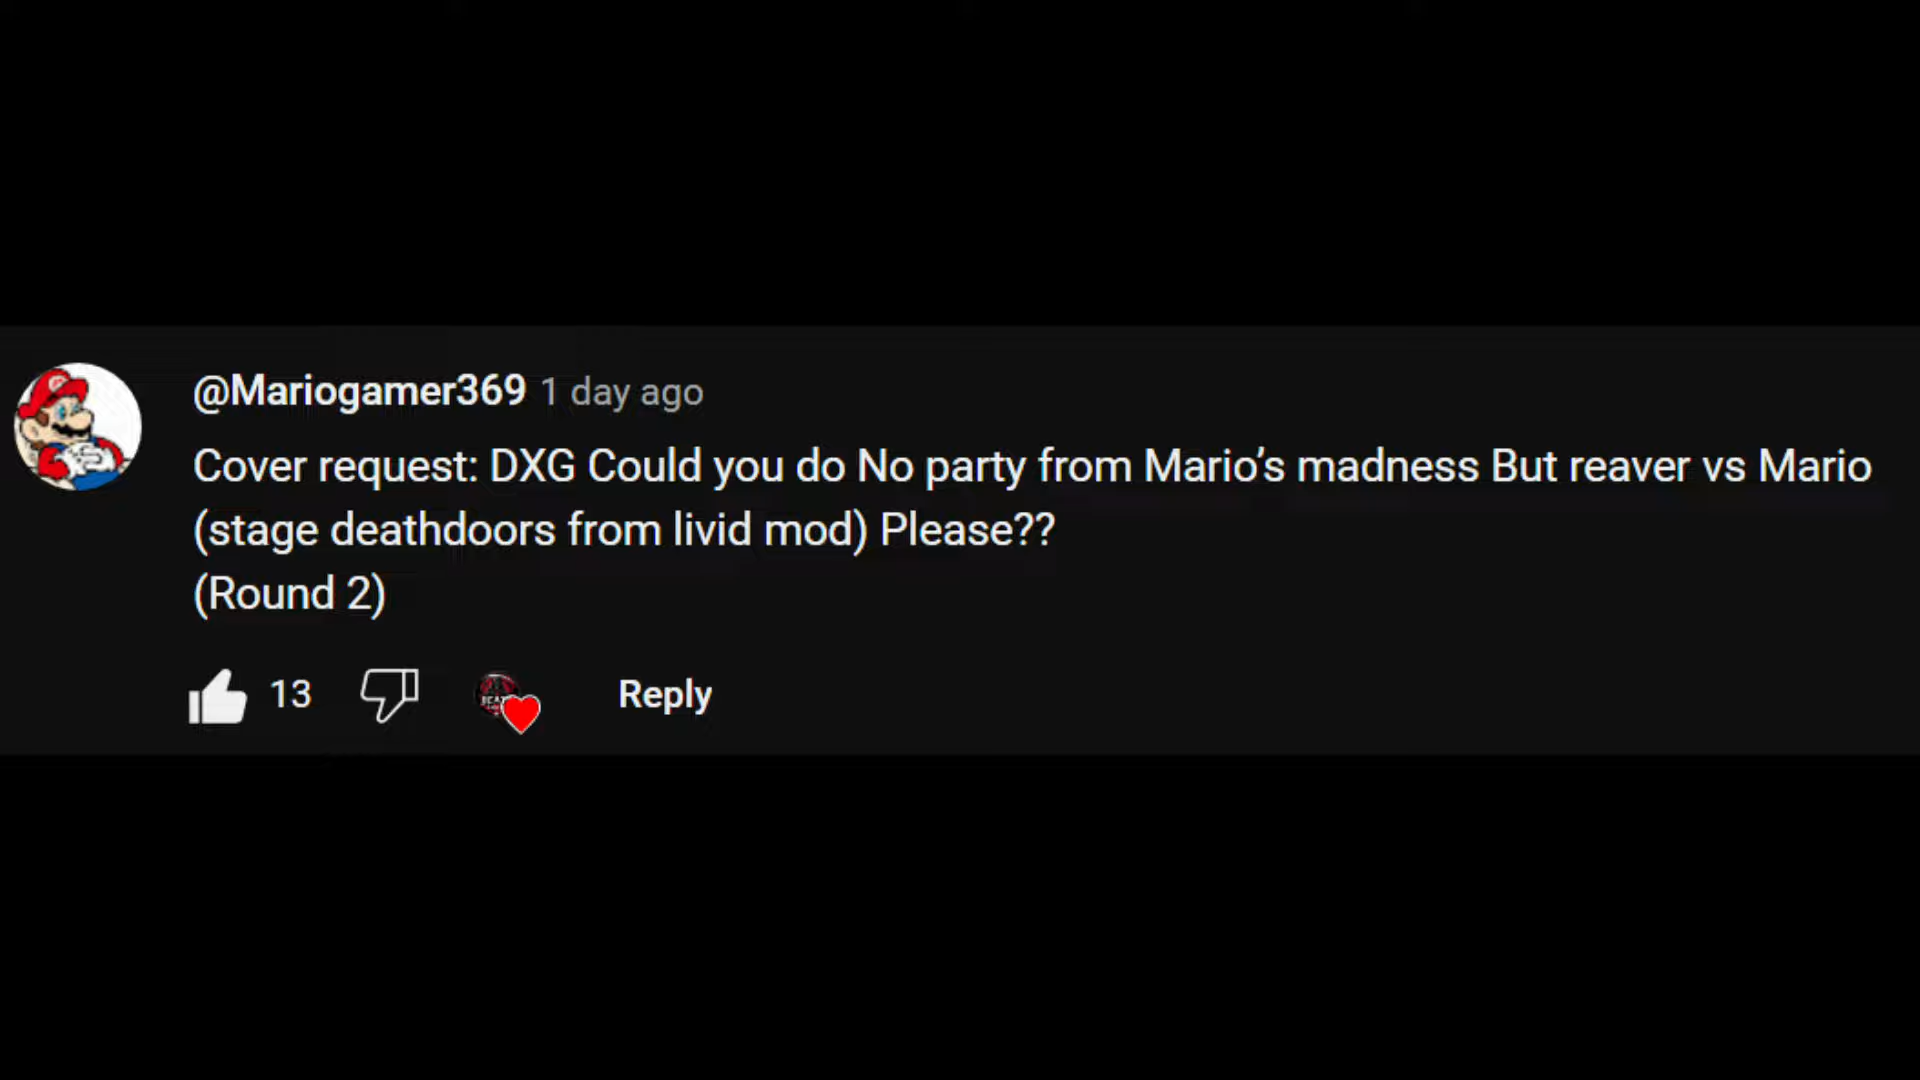 @Mariogamer369 1 day ago
Cover request: DXG Could you do No party from Mario’s madness But reaver vs Mario
(stage deathdoors from livid mod) Please??
(Round 2)
13 Reply